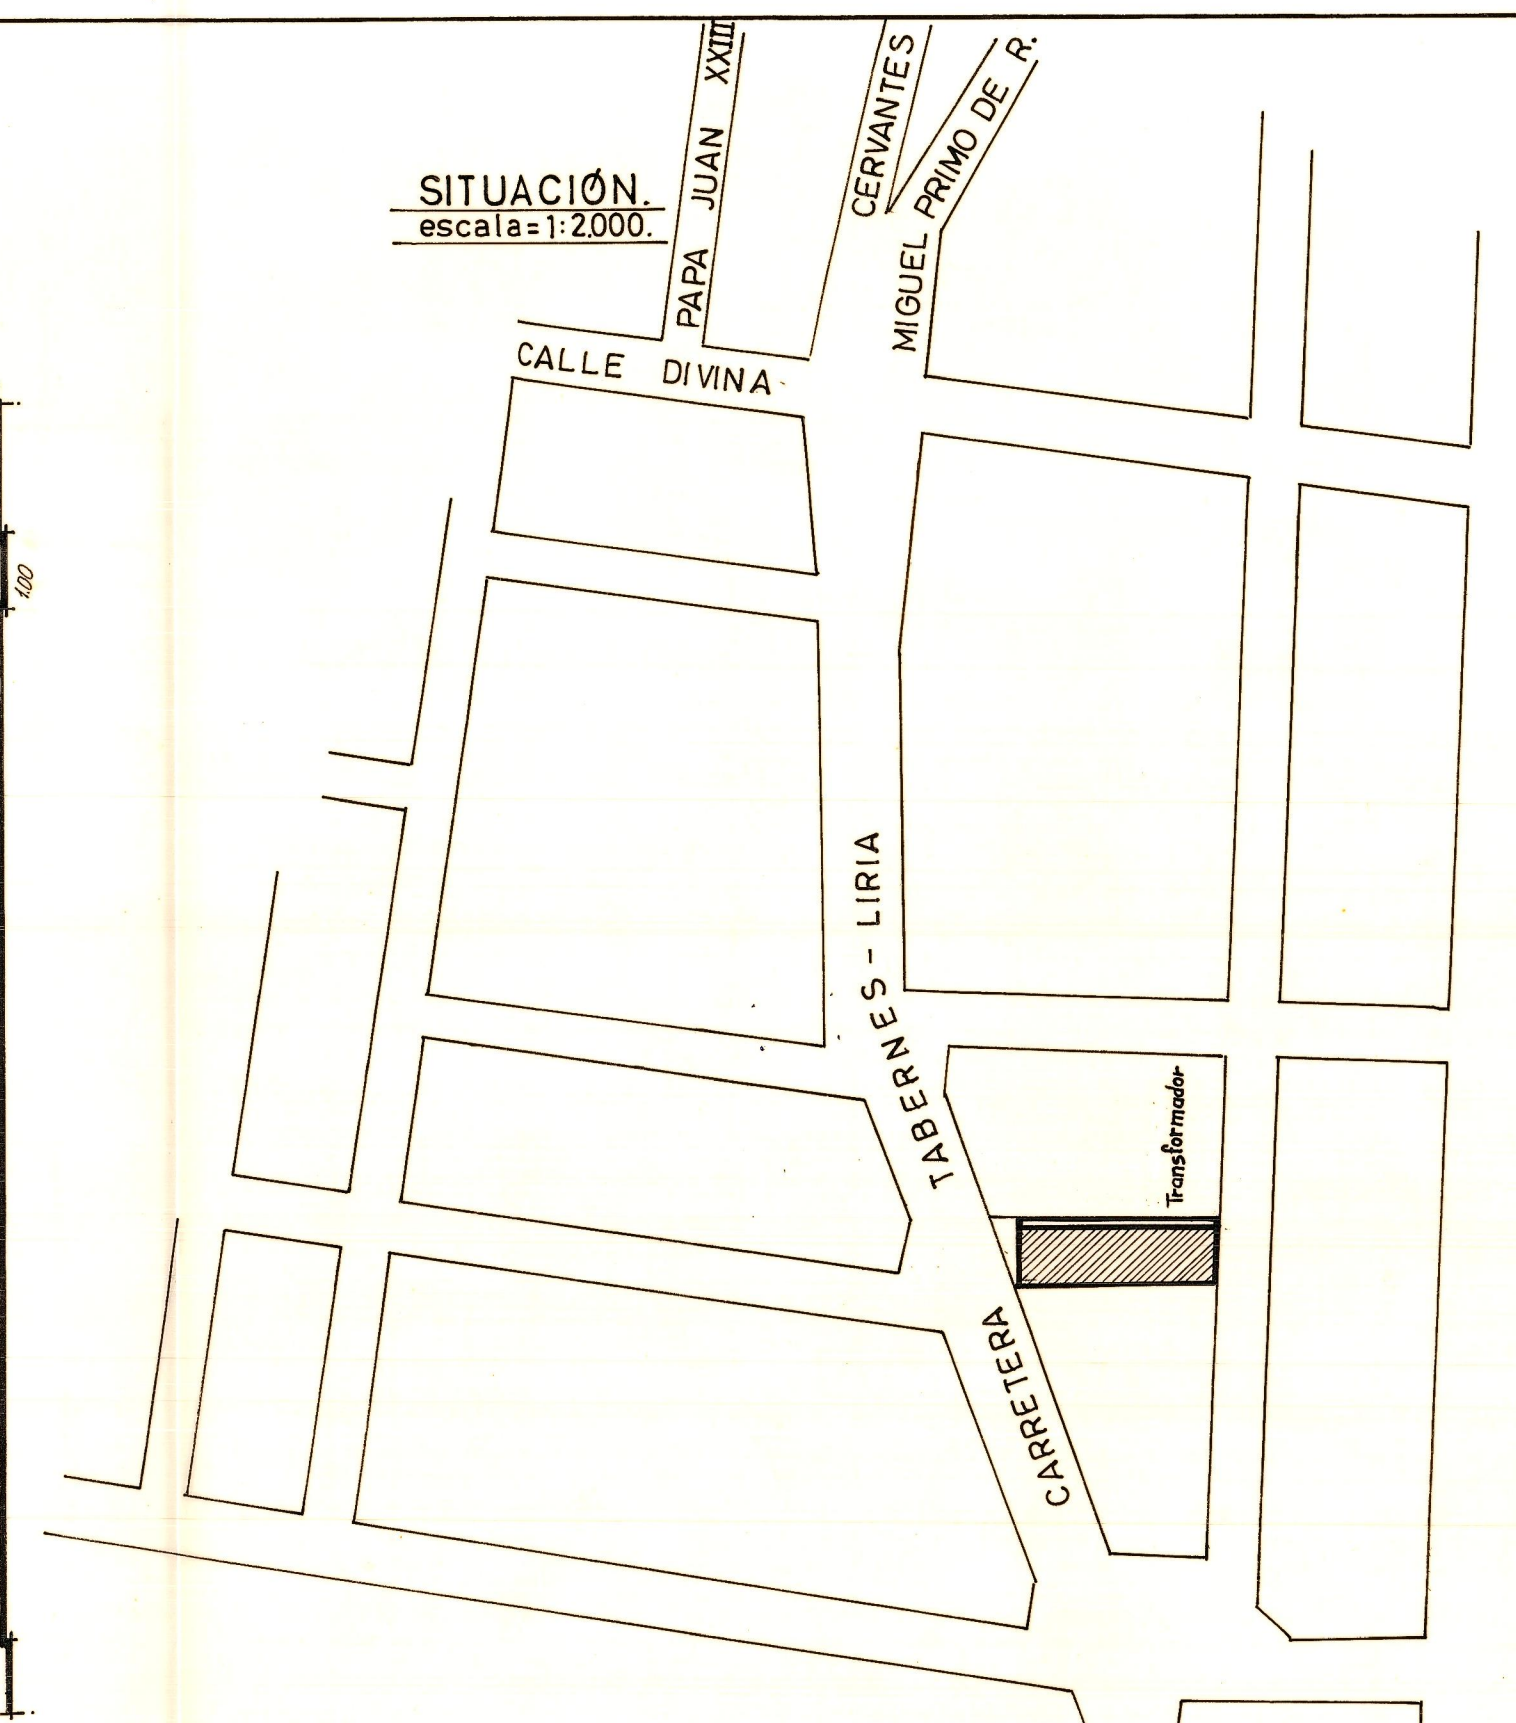 PAPA JUAN XXIII
CERVANTES
MIGUEL PRIMO DE R.
SITUACIÓN.
escala=1:2.000.
CALLE DIVINA
1.00
CARRETERA TABERNES - LIRIA
Transformador